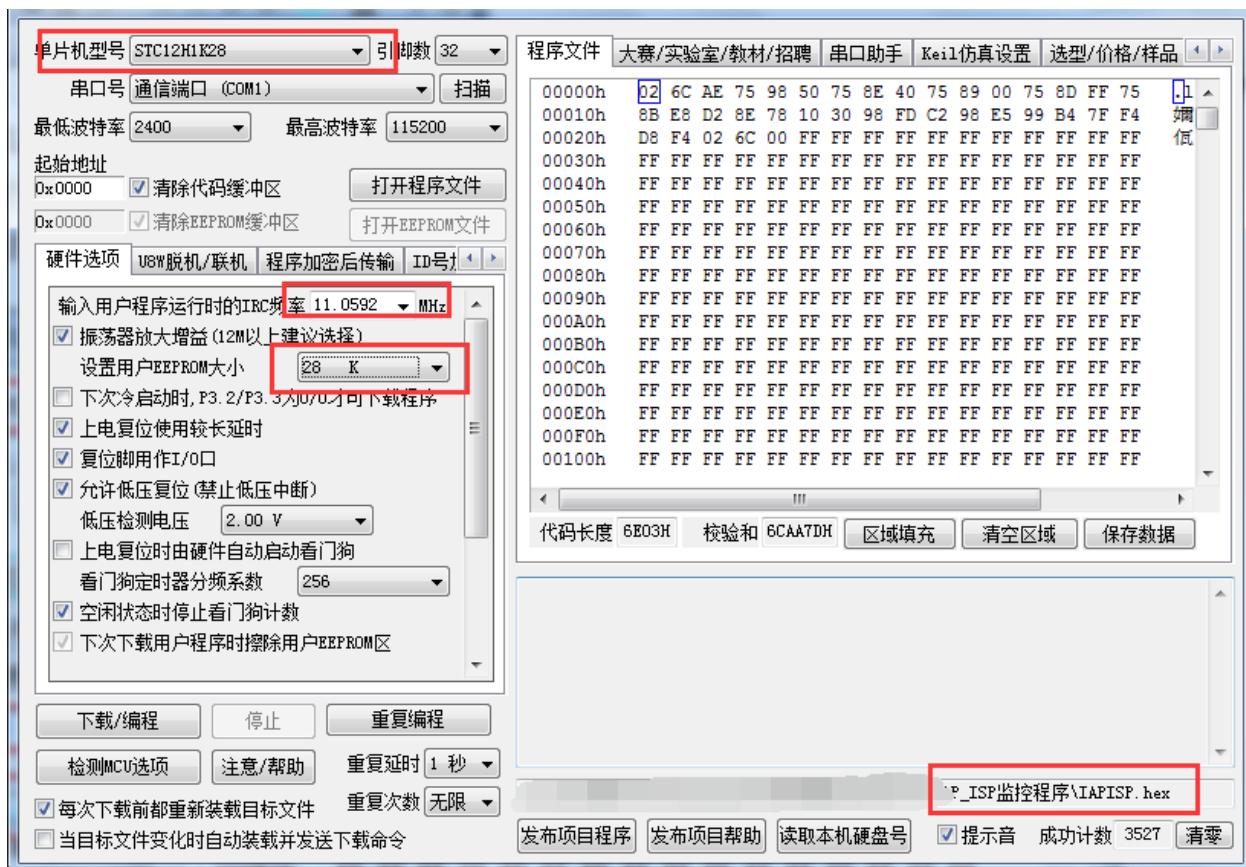 单片机型号 STC12H1K28 引脚数 32
串口号 通信端口 (COM1) 扫描
最低波特率 2400 最高波特率 115200
起始地址
0x0000 清除代码缓冲区 打开程序文件
0x0000 清除EEPROM缓冲区 打开EEPROM文件
硬件选项 U8W脱机/联机 程序加密后传输 ID号
输入用户程序运行时的IRC频率 11.0592 MHz
振荡器放大增益(12M以上建议选择)
设置用户EEPROM大小 28 K
下次冷启动时,P3.2/P3.3为0/0才可下载程序
上电复位使用较长延时
复位脚用作I/O口
允许低压复位(禁止低压中断)
低压检测电压 2.00 V
上电复位时由硬件自动启动看门狗
看门狗定时器分频系数 256
空闲状态时停止看门狗计数
下次下载用户程序时擦除用户EEPROM区
下载/编程 停止 重复编程
检测MCU选项 注意/帮助 重复延时 1 秒
每次下载前都重新装载目标文件 重复次数 无限
当目标文件变化时自动装载并发送下载命令
程序文件 大赛/实验室/教材/招聘 串口助手 Keil仿真设置 选型/价格/样品
00000h 02 6C AE 75 98 50 75 8E 40 75 89 00 75 8D FF 75 .l
00010h 8B E8 D2 8E 78 10 30 98 FD C2 98 E5 99 B4 7F F4
00020h D8 F4 02 6C 00 FF FF FF FF FF FF FF FF FF FF FF
00030h FF FF FF FF FF FF FF FF FF FF FF FF FF FF FF FF
00040h FF FF FF FF FF FF FF FF FF FF FF FF FF FF FF FF
00050h FF FF FF FF FF FF FF FF FF FF FF FF FF FF FF FF
00060h FF FF FF FF FF FF FF FF FF FF FF FF FF FF FF FF
00070h FF FF FF FF FF FF FF FF FF FF FF FF FF FF FF FF
00080h FF FF FF FF FF FF FF FF FF FF FF FF FF FF FF FF
00090h FF FF FF FF FF FF FF FF FF FF FF FF FF FF FF FF
000A0h FF FF FF FF FF FF FF FF FF FF FF FF FF FF FF FF
000B0h FF FF FF FF FF FF FF FF FF FF FF FF FF FF FF FF
000C0h FF FF FF FF FF FF FF FF FF FF FF FF FF FF FF FF
000D0h FF FF FF FF FF FF FF FF FF FF FF FF FF FF FF FF
000E0h FF FF FF FF FF FF FF FF FF FF FF FF FF FF FF FF
000F0h FF FF FF FF FF FF FF FF FF FF FF FF FF FF FF FF
00100h FF FF FF FF FF FF FF FF FF FF FF FF FF FF FF FF
代码长度 6E03H 校验和 6CAA7DH 区域填充 清空区域 保存数据
P_ISP监控程序\IAPISP.hex
发布项目程序 发布项目帮助 读取本机硬盘号 提示音 成功计数 3527 清零